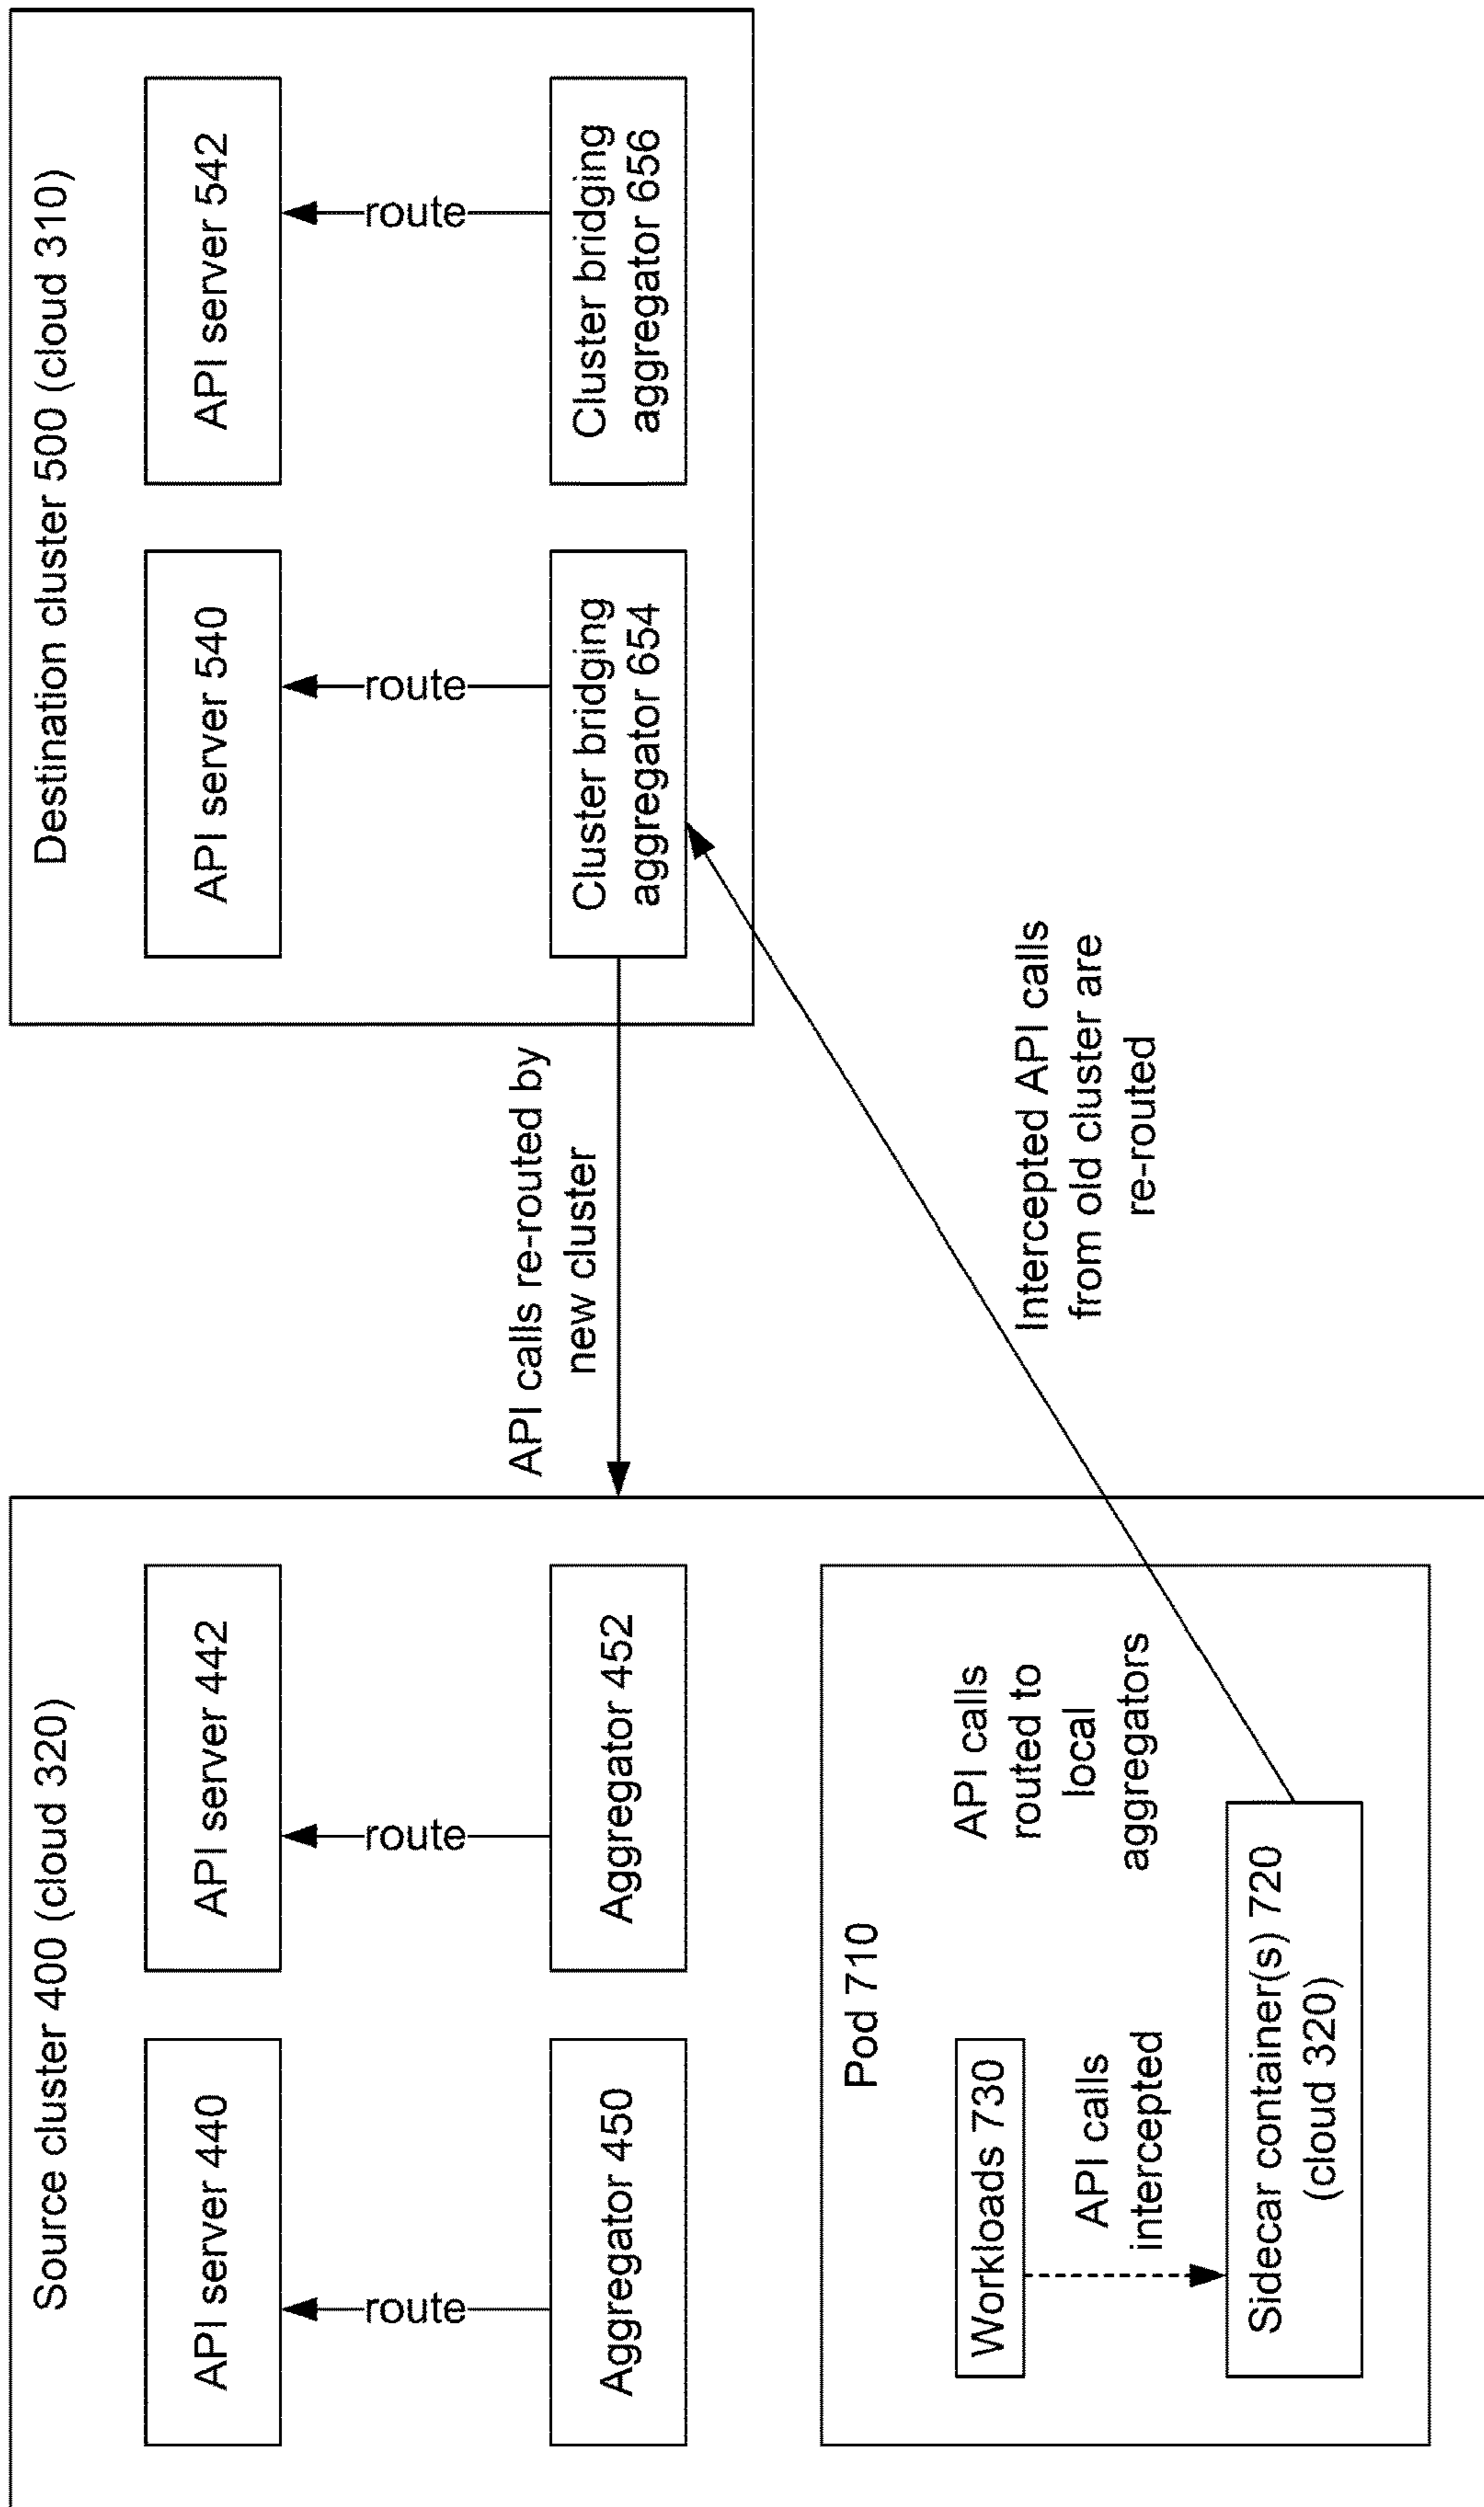 Source cluster 400 (cloud 320)
API server 440
API server 442
route
route
Aggregator 450
Aggregator 452
Pod 710
Workloads 730
API calls
intercepted
API calls
routed to
local
aggregators
Sidecar container(s) 720
(cloud 320)
API calls re-routed by
new cluster
Intercepted API calls
from old cluster are
re-routed
Destination cluster 500 (cloud 310)
API server 540
API server 542
route
route
Cluster bridging
aggregator 654
Cluster bridging
aggregator 656